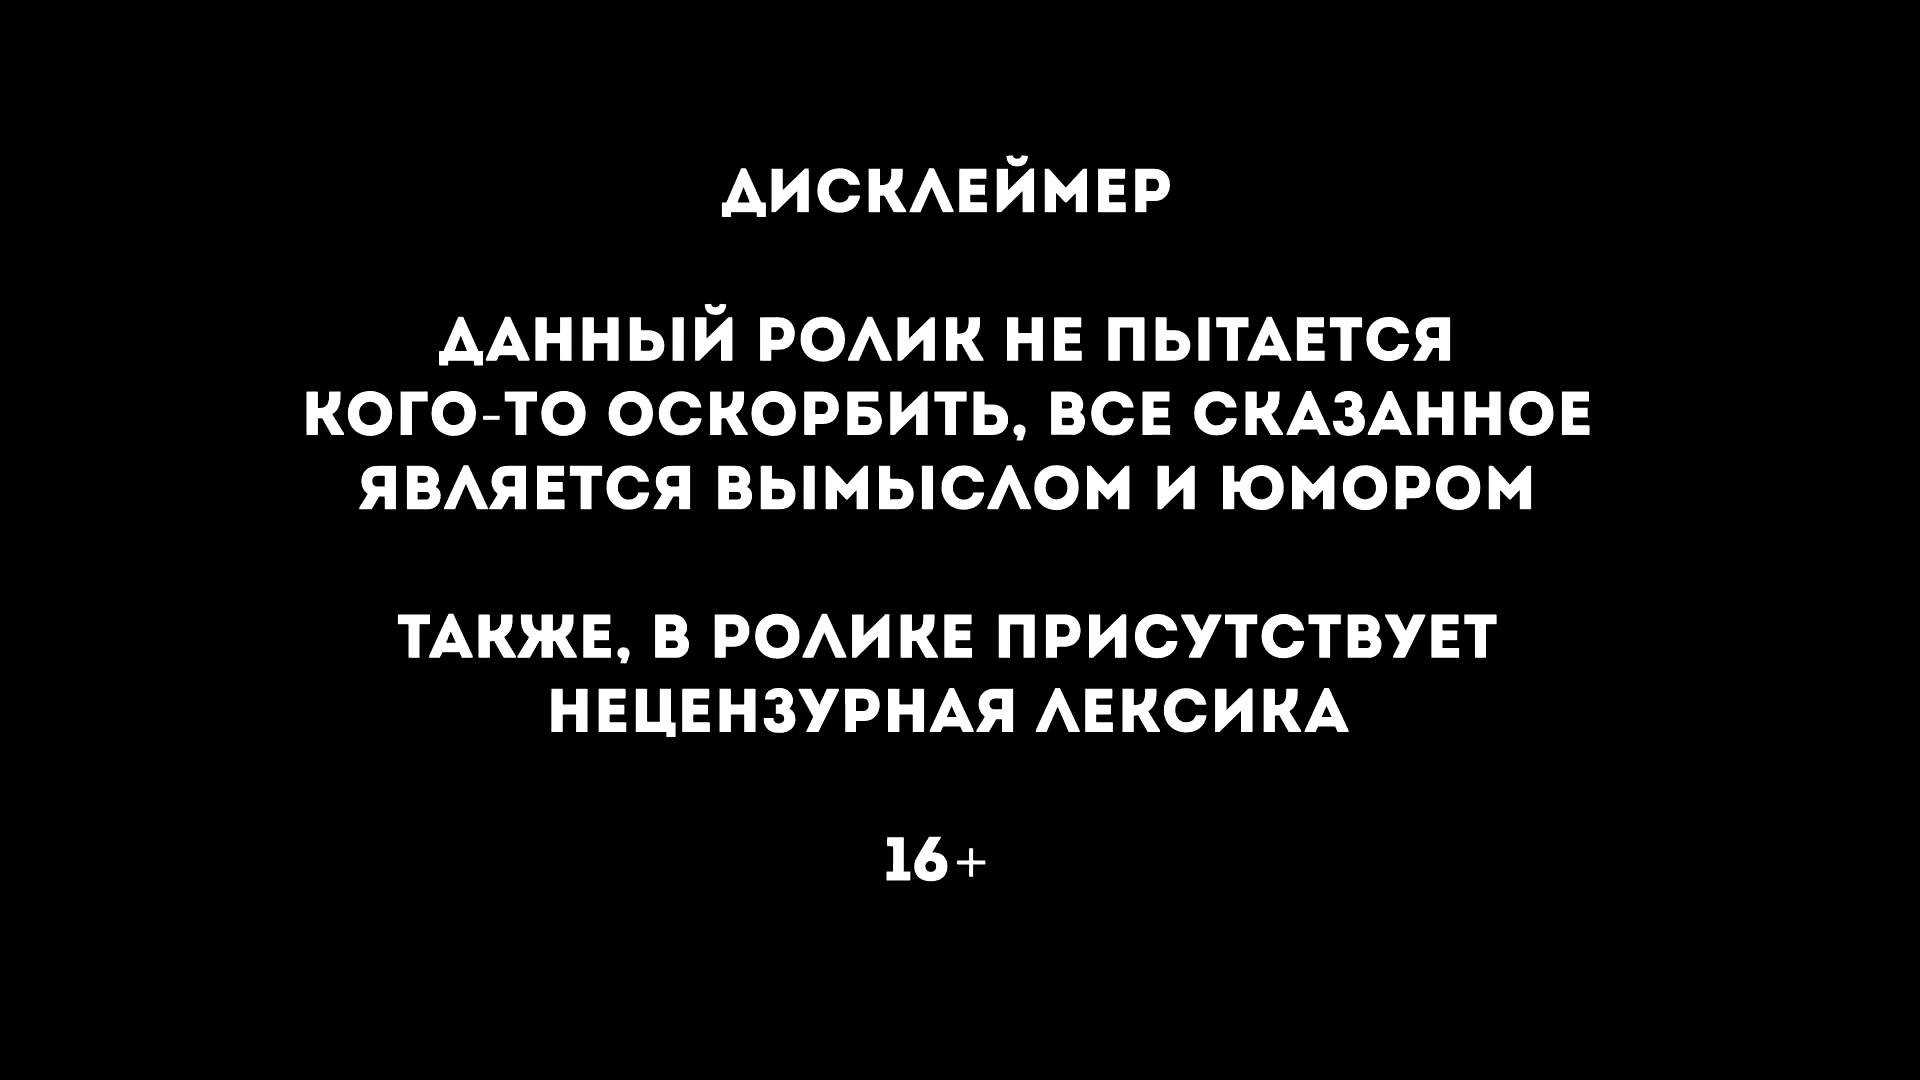 ДИСКЛЕЙМЕР
ДАННЫЙ РОЛИК НЕ ПЫТАЕТСЯ
КОГО-ТО ОСКОРБИТЬ, ВСЕ СКАЗАННОЕ
ЯВЛЯЕТСЯ ВЫМЫСЛОМ И ЮМОРОМ
ТАКЖЕ, В РОЛИКЕ ПРИСУТСТВУЕТ
НЕЦЕНЗУРНАЯ ЛЕКСИКА
16+